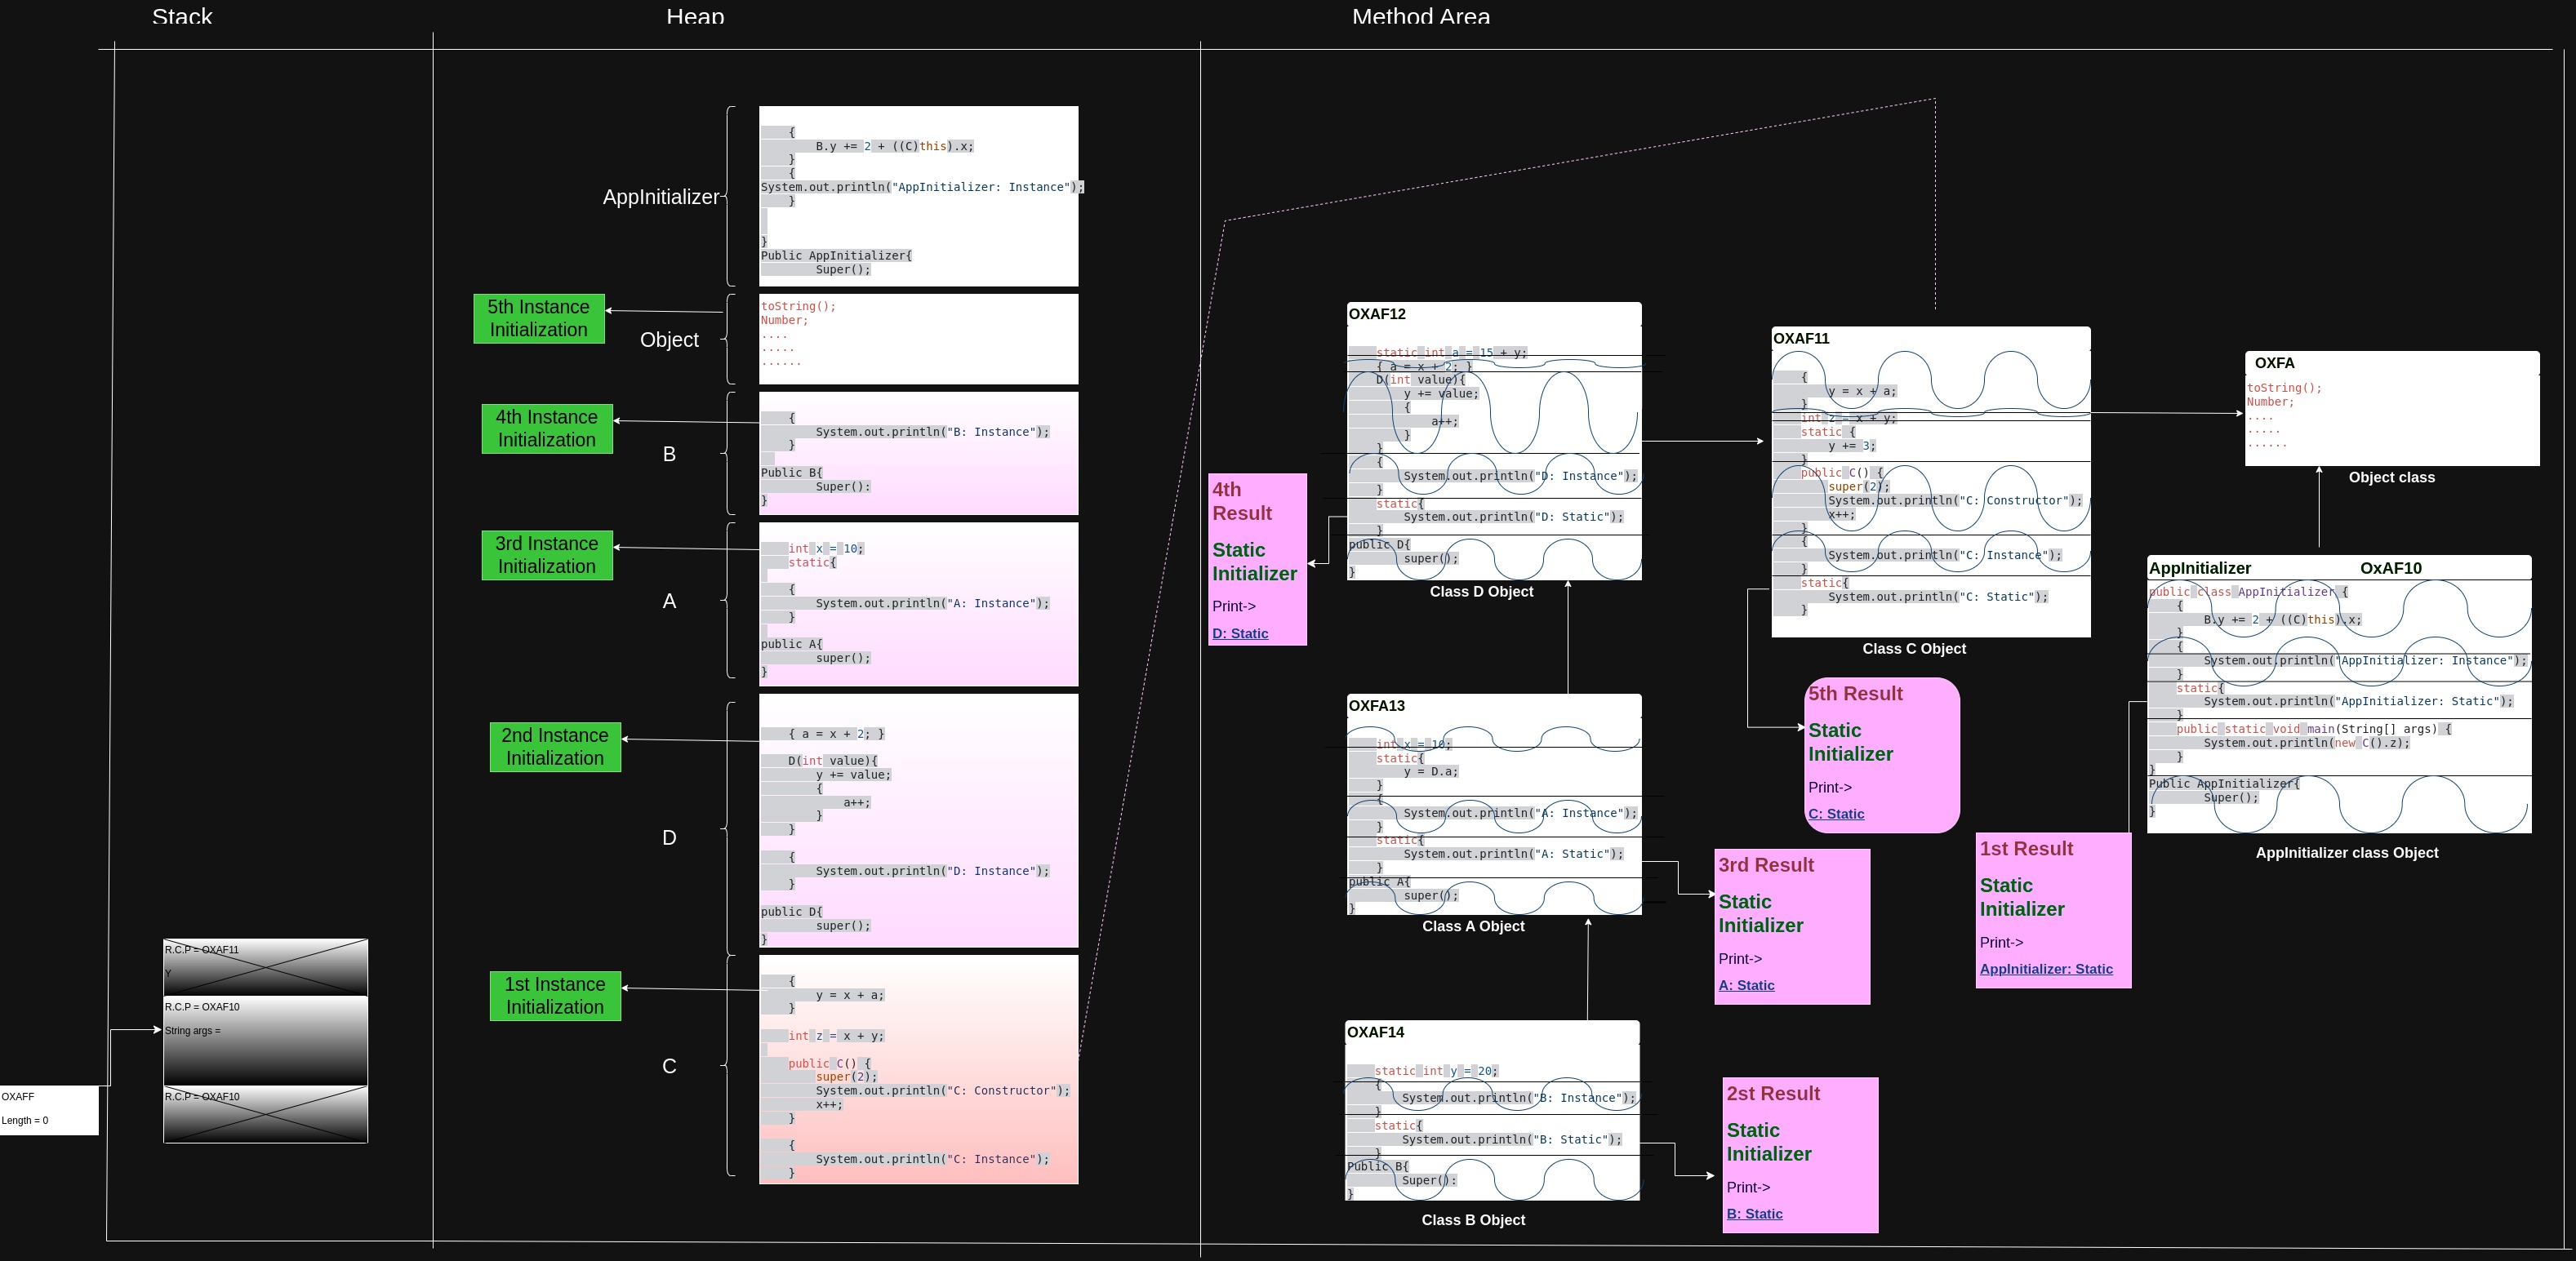 Stack
Heap
Method Area
AppInitializer
{
B.y += 2 + ((C)this).x;
}
{
System.out.println("AppInitializer: Instance");
}
}
Public AppInitializer{
Super();
5th Instance
Initialization
Object
toString();
Number;
....
.....
......
4th Instance
Initialization
B
{
System.out.println("B: Instance");
}
Public B{
Super():
}
3rd Instance
Initialization
A
int x = 10;
static{
{
System.out.println("A: Instance");
}
public A{
super();
}
2nd Instance
Initialization
D
{ a = x + 2; }
D(int value){
y += value;
{
a++;
}
}
{
System.out.println("D: Instance");
}
public D{
super();
}
1st Instance
Initialization
C
{
y = x + a;
}
int z = x + y;
public C() {
super(2);
System.out.println("C: Constructor");
x++;
}
{
System.out.println("C: Instance");
}
R.C.P = OXAF11
Y
R.C.P = OXAF10
String args =
R.C.P = OXAF10
OXAFF
Length = 0
OXAF12
static int a = 15 + y;
{ a = x + 2; }
D(int value){
y += value;
{
a++;
}
}
{
System.out.println("D: Instance");
}
static{
System.out.println("D: Static");
}
public D{
super();
}
Class D Object
4th
Result
Static
Initializer
Print->
D: Static
OXAF11
{
y = x + a;
}
int z = x + y;
static {
y += 3;
}
public C() {
super(2);
System.out.println("C: Constructor");
x++;
}
{
System.out.println("C: Instance");
}
static{
System.out.println("C: Static");
}
Class C Object
5th Result
Static
Initializer
Print->
C: Static
OXFA
toString();
Number;
....
.....
......
Object class
AppInitializer OxAF10
public class AppInitializer {
{
B.y += 2 + ((C)this).x;
}
{
System.out.println("AppInitializer: Instance");
}
static{
System.out.println("AppInitializer: Static");
}
public static void main(String[] args) {
System.out.println(new C().z);
}
}
Public AppInitializer{
Super();
}
AppInitializer class Object
1st Result
Static
Initializer
Print->
AppInitializer: Static
OXFA13
int x = 10;
static{
y = D.a;
}
{
System.out.println("A: Instance");
}
static{
System.out.println("A: Static");
}
public A{
super();
}
Class A Object
3rd Result
Static
Initializer
Print->
A: Static
OXAF14
static int y = 20;
{
System.out.println("B: Instance");
}
static{
System.out.println("B: Static");
}
Public B{
Super():
}
Class B Object
2st Result
Static
Initializer
Print->
B: Static